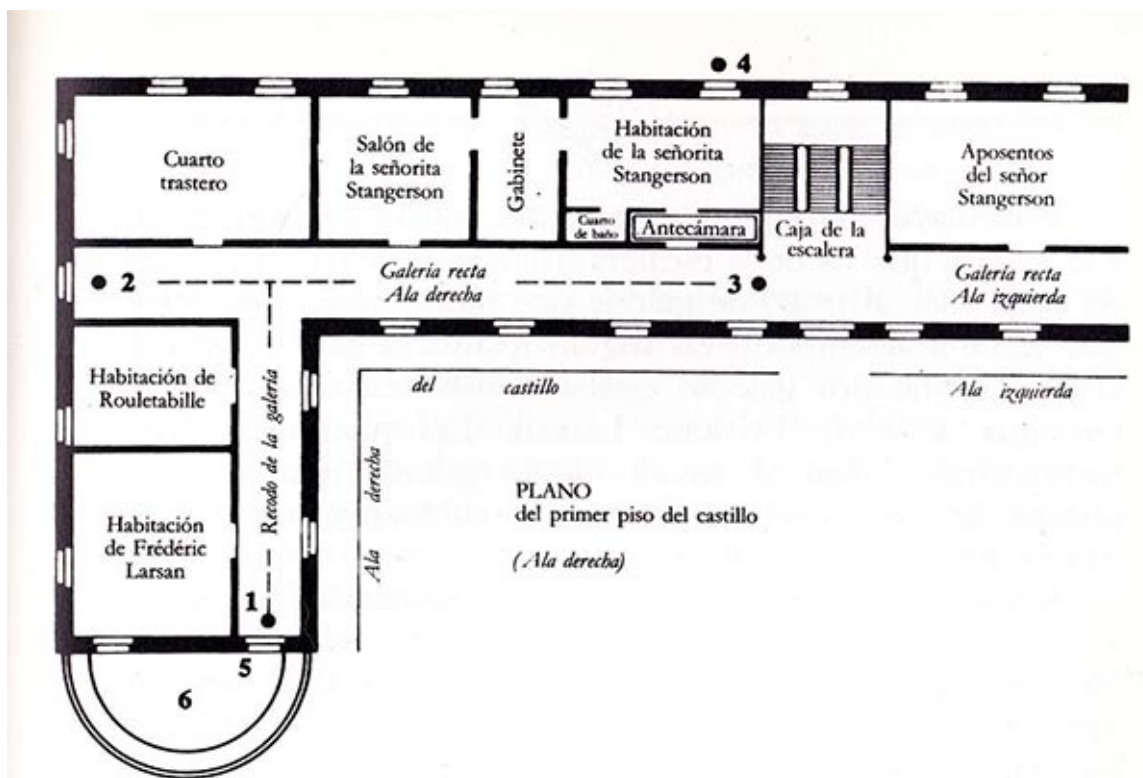 4
Cuarto
trastero
Salón de
la señorita
Stangerson
Gabinete
Habitación
de la señorita
Stangerson
Cuarto
de baño
Antecámara
Caja de la
escalera
Aposentos
del señor
Stangerson
2
Galería recta
Ala derecha
3
Galería recta
Ala izquierda
Habitación de
Rouletabille
Recodo de la galería
Habitación
de Frédéric
Larsan
1
Ala derecha
del castillo
Ala izquierda
PLANO
del primer piso del castillo
(Ala derecha)
5
6